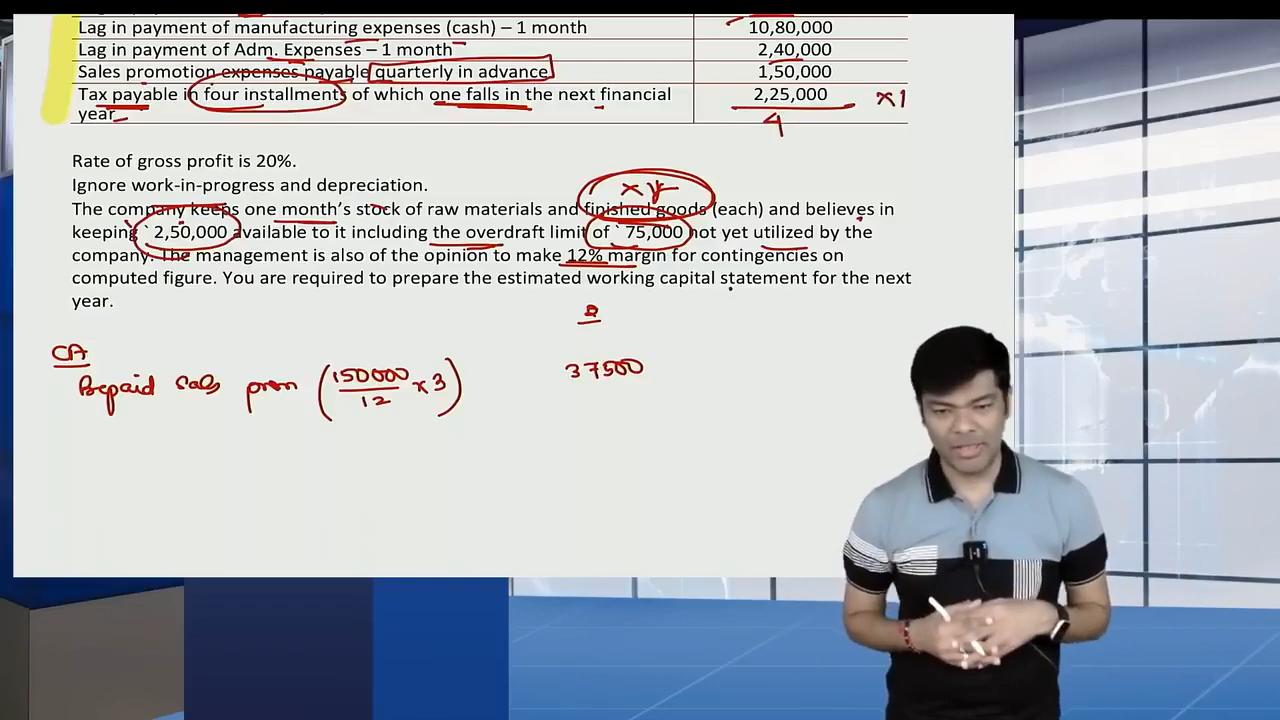 Lag in payment of manufacturing expenses (cash) – 1 month 10,80,000
Lag in payment of Adm. Expenses – 1 month 2,40,000
Sales promotion expenses payable quarterly in advance 1,50,000
Tax payable in four installments of which one falls in the next financial 2,25,000 ×1
year 4
Rate of gross profit is 20%.
Ignore work-in-progress and depreciation.
The company keeps one month's stock of raw materials and finished goods (each) and believes in
keeping ` 2,50,000 available to it including the overdraft limit of ` 75,000 not yet utilized by the
company. The management is also of the opinion to make 12% margin for contingencies on
computed figure. You are required to prepare the estimated working capital statement for the next
year.
CA
Prepaid Sales prom (150000/12 × 3) 37500